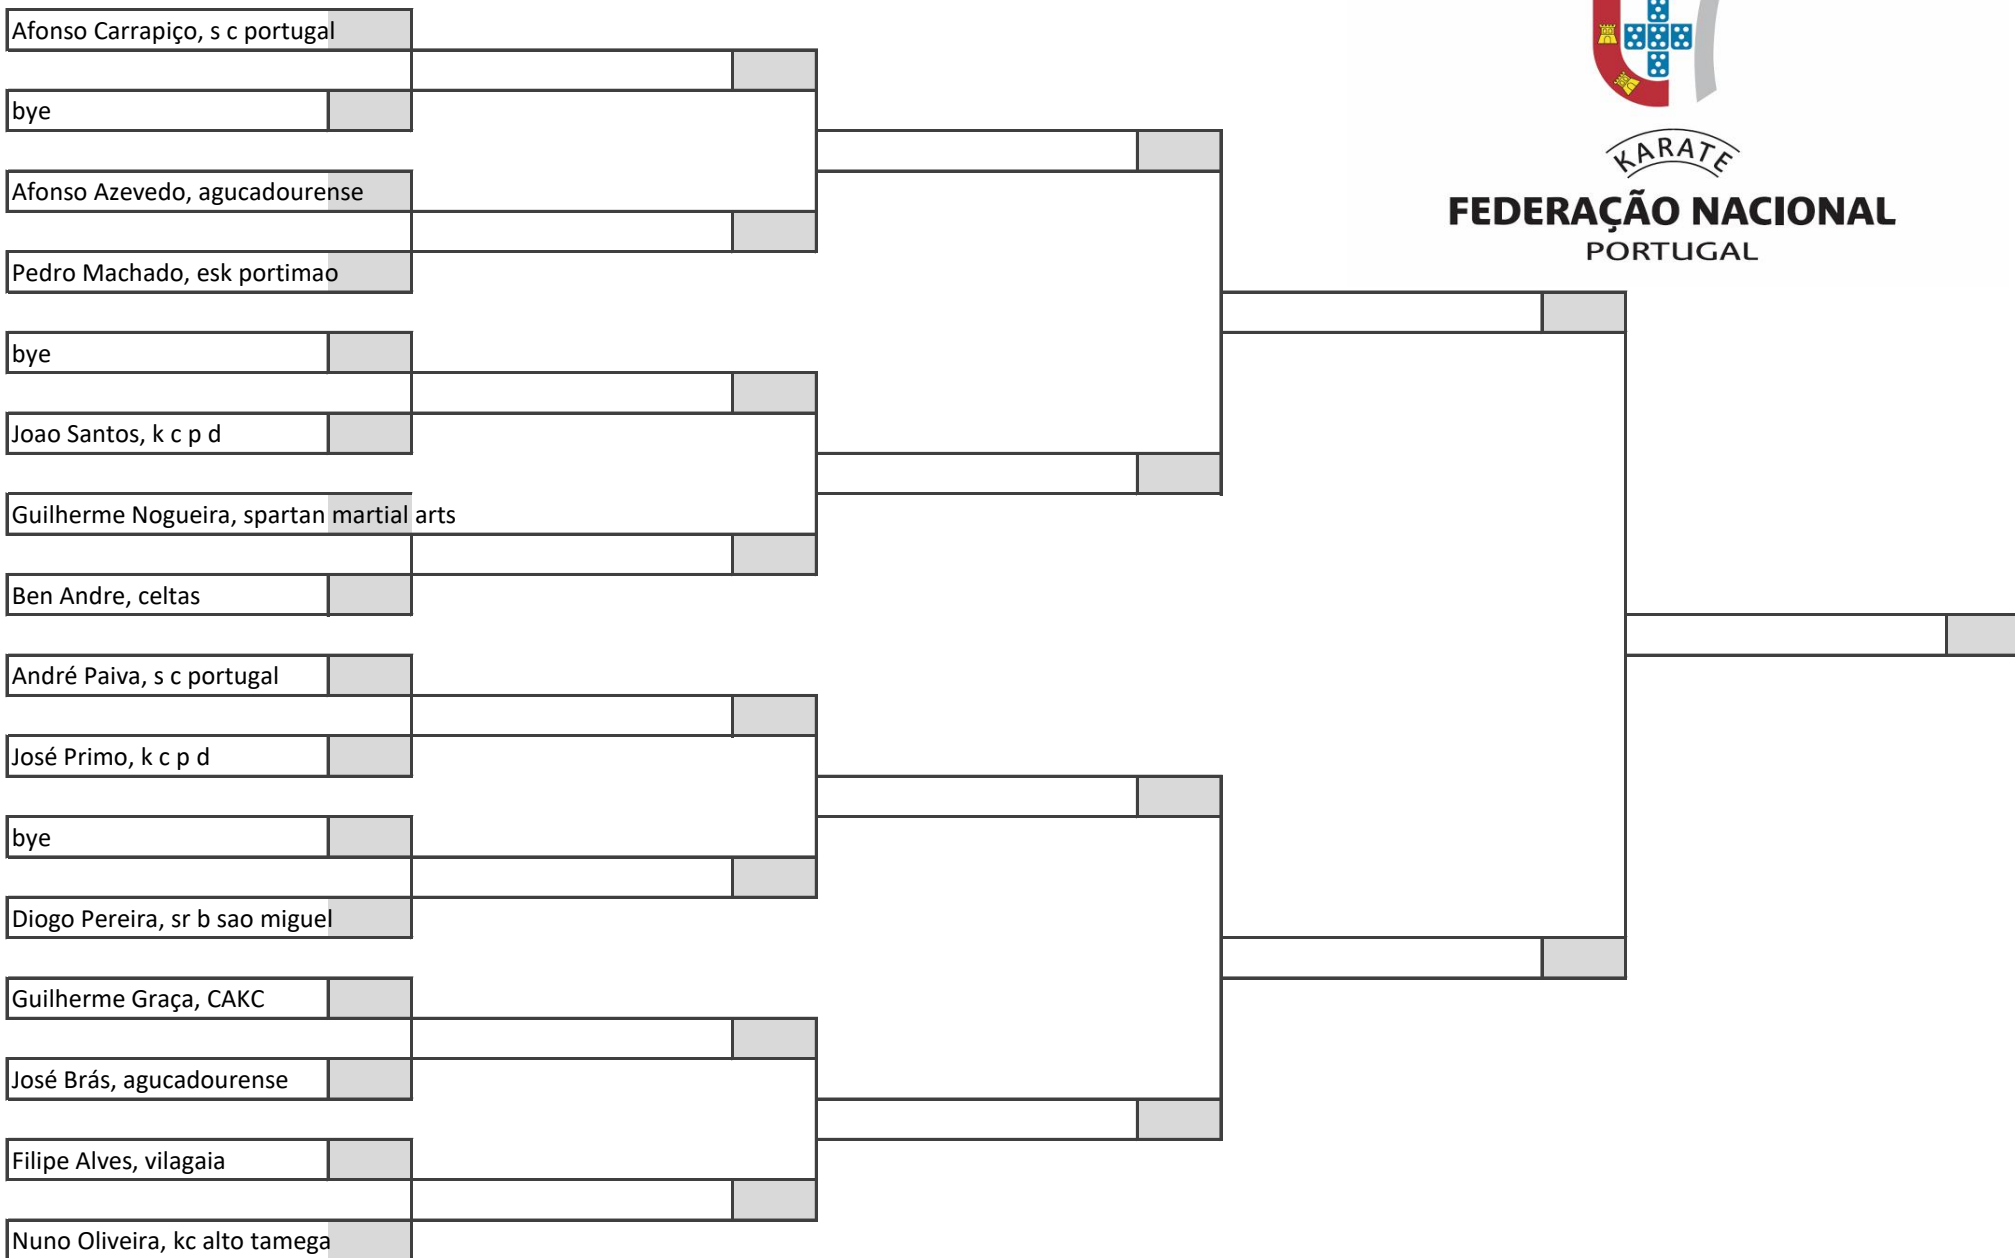 Afonso Carrapiço, s c portugal
bye
KARATE
Afonso Azevedo, agucadourense
FEDERAÇÃO NACIONAL
PORTUGAL
Pedro Machado, esk portimao
bye
Joao Santos, k c p d
Guilherme Nogueira, spartan martial arts
Ben Andre, celtas
André Paiva, s c portugal
José Primo, k c p d
bye
Diogo Pereira, sr b sao miguel
Guilherme Graça, CAKC
José Brás, agucadourense
Filipe Alves, vilagaia
Nuno Oliveira, kc alto tamega